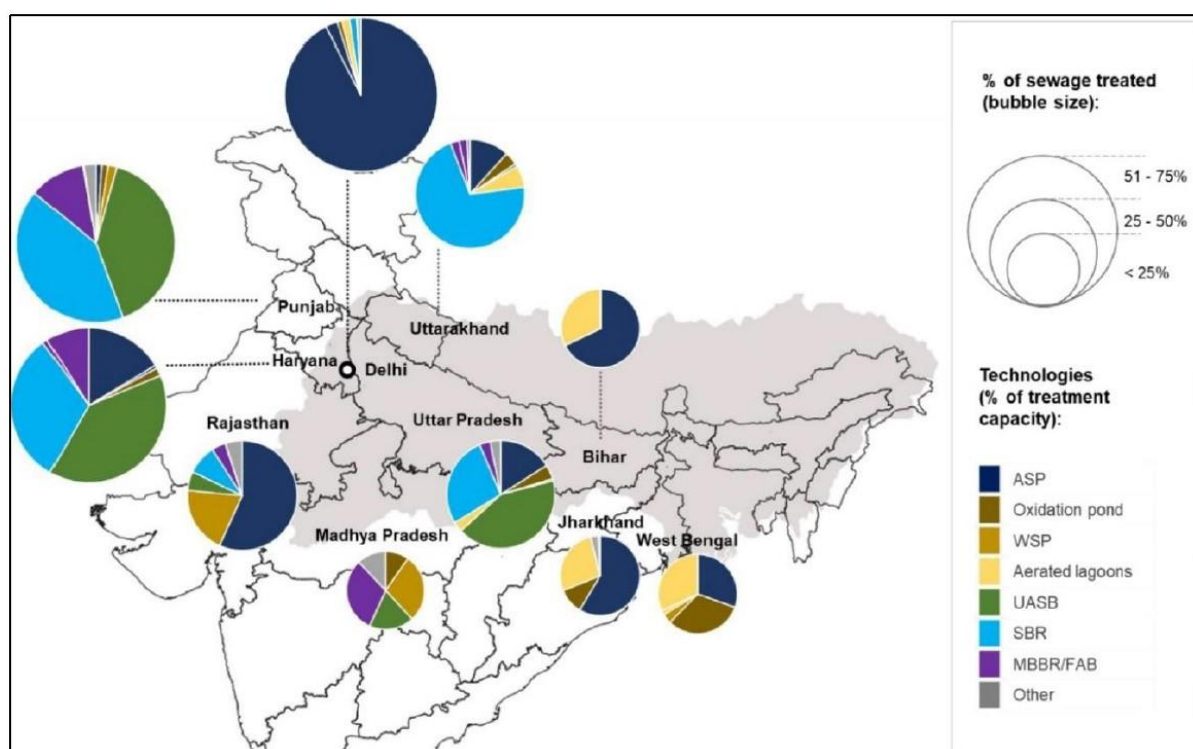 Punjab
Uttarakhand
Haryana
Delhi
Rajasthan
Uttar Pradesh
Bihar
Madhya Pradesh
Jharkhand
West Bengal
% of sewage treated
(bubble size):
51 - 75%
25 - 50%
< 25%
Technologies
(% of treatment
capacity):
ASP
Oxidation pond
WSP
Aerated lagoons
UASB
SBR
MBBR/FAB
Other